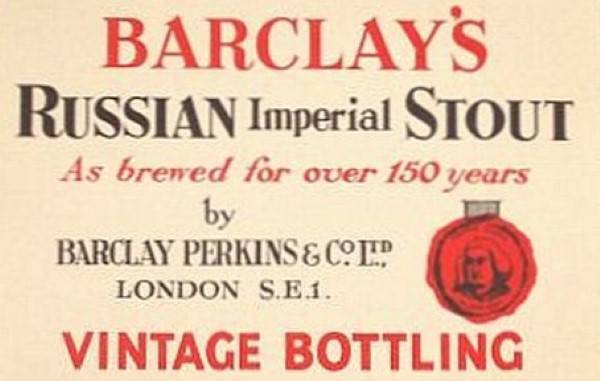 BARCLAY'S
RUSSIAN Imperial STOUT
As brewed for over 150 years
by
BARCLAY PERKINS & Co. LTD.
LONDON S.E.1.
VINTAGE BOTTLING